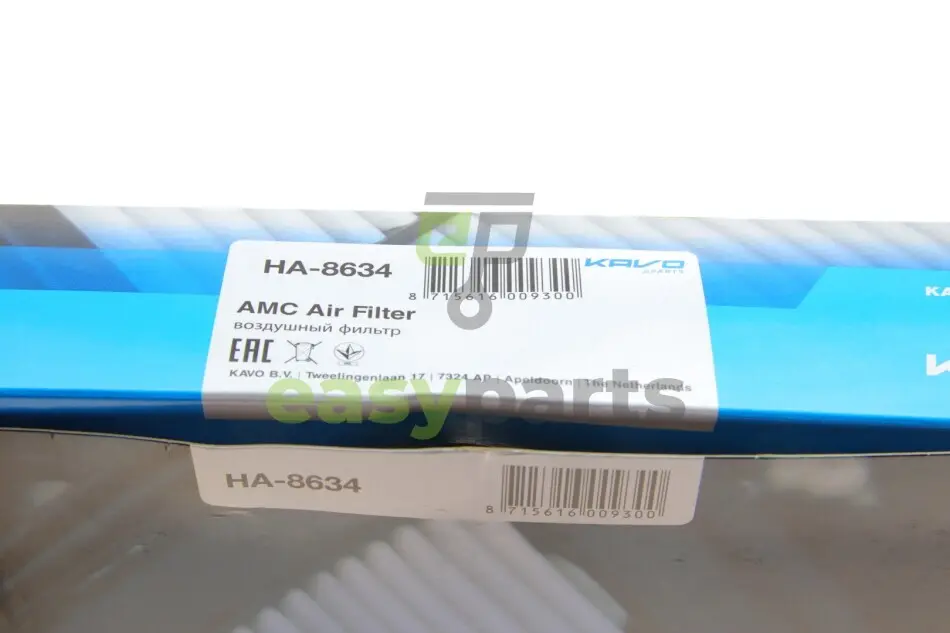 HA-8634
8 715616 009300
KAVO
PARTS
AMC Air Filter
воздушный фильтр
EAC
KAVO B.V. | Tweelingenlaan 17 | 7324 AP | Apeldoorn | The Netherlands
easyparts
KA
HA-8634
8 715616 009300